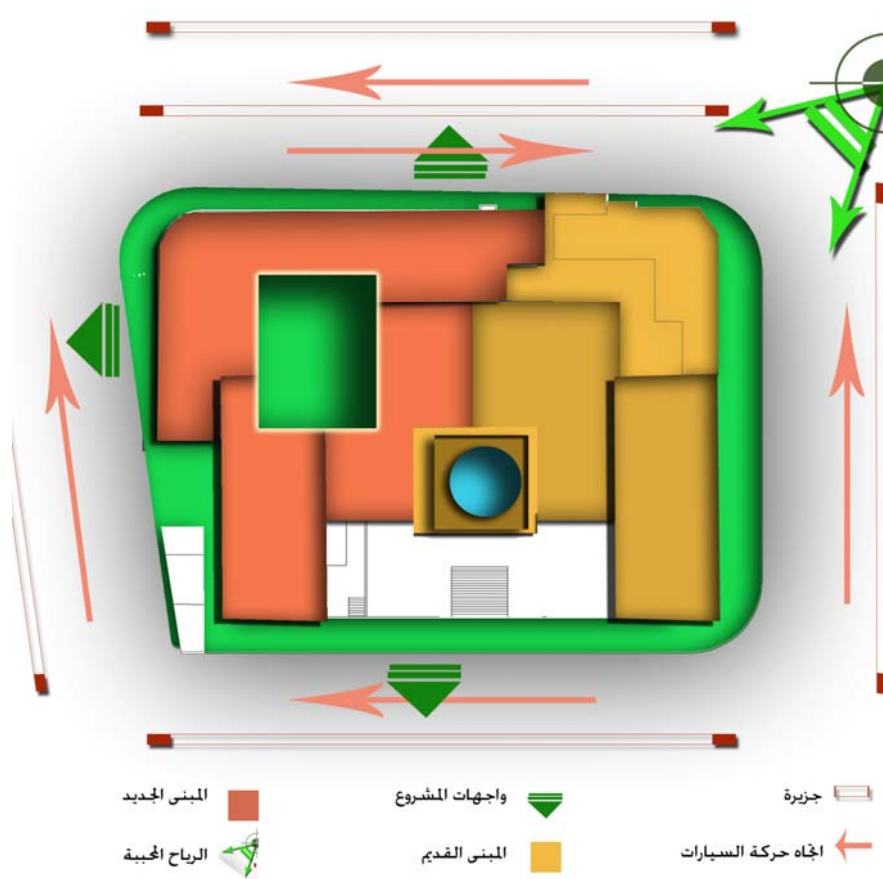 جزيرة
واجهات المشروع
المبنى الجديد
اتجاه حركة السيارات
المبنى القديم
الرياح المحببة